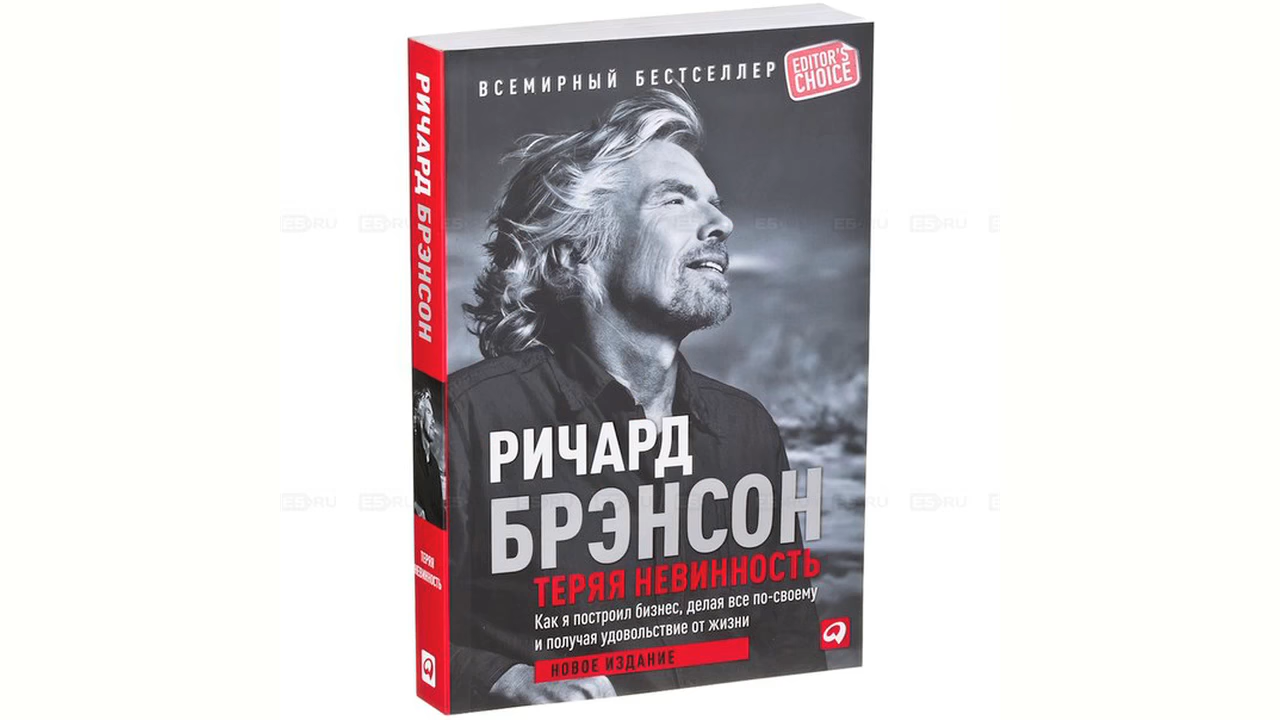 ВСЕМИРНЫЙ БЕСТСЕЛЛЕР
EDITOR'S
CHOICE
РИЧАРД
БРЭНСОН
ТЕРЯЯ НЕВИННОСТЬ
Как я построил бизнес, делая все по-своему
и получая удовольствие от жизни
НОВОЕ ИЗДАНИЕ
РИЧАРД БРЭНСОН
ТЕРЯЯ
НЕВИННОСТЬ